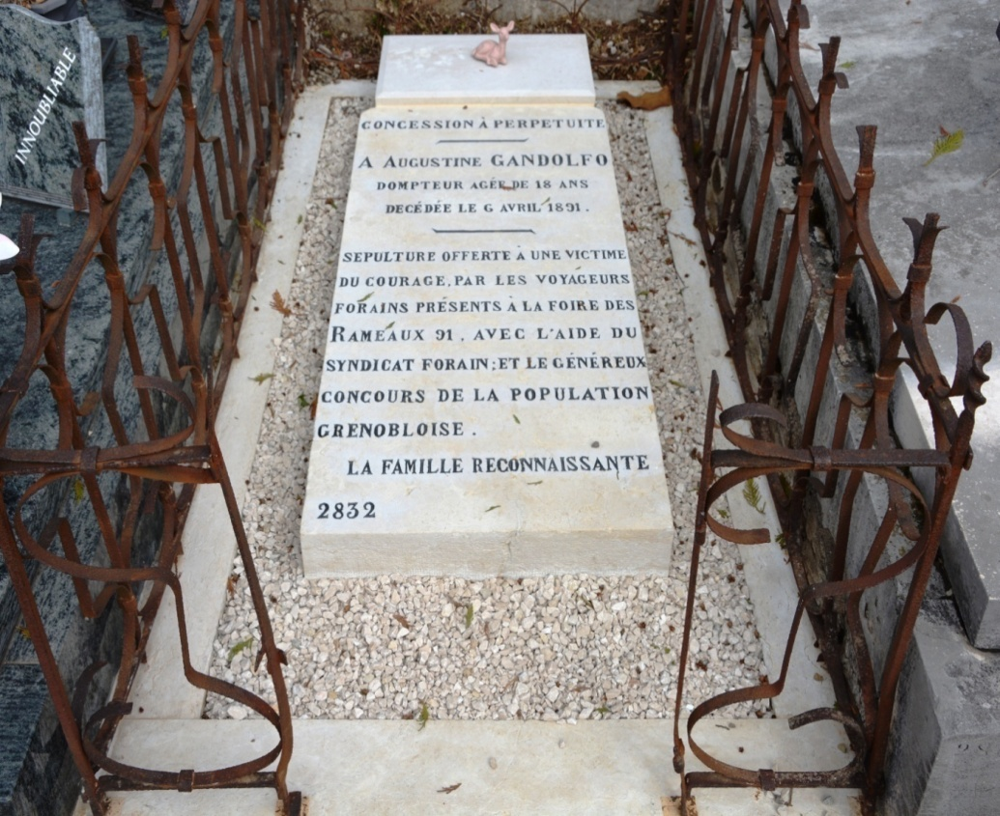 INNOUBLIABLE
CONCESSION À PERPETUITE
A AUGUSTINE GANDOLFO
DOMPTEUR AGÉE DE 18 ANS
DECÉDÉE LE 6 AVRIL 1891.
SEPULTURE OFFERTE À UNE VICTIME
DU COURAGE, PAR LES VOYAGEURS
FORAINS PRÉSENTS À LA FOIRE DES
RAMEAUX 91, AVEC L'AIDE DU
SYNDICAT FORAIN; ET LE GÉNÉREUX
CONCOURS DE LA POPULATION
GRENOBLOISE.
LA FAMILLE RECONNAISSANTE
2832